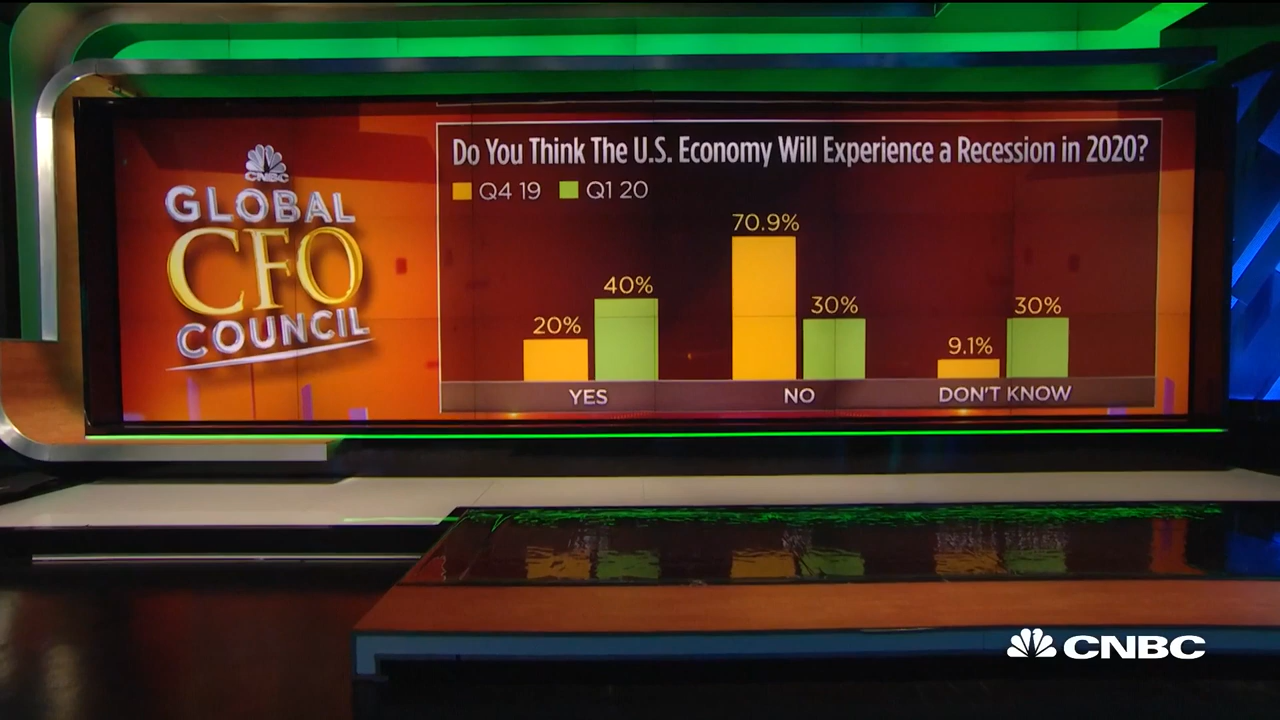 CNBC
GLOBAL
CFO
COUNCIL
Do You Think The U.S. Economy Will Experience a Recession in 2020?
Q4 19 Q1 20
20%
40%
70.9%
30%
9.1%
30%
YES
NO
DON'T KNOW
CNBC